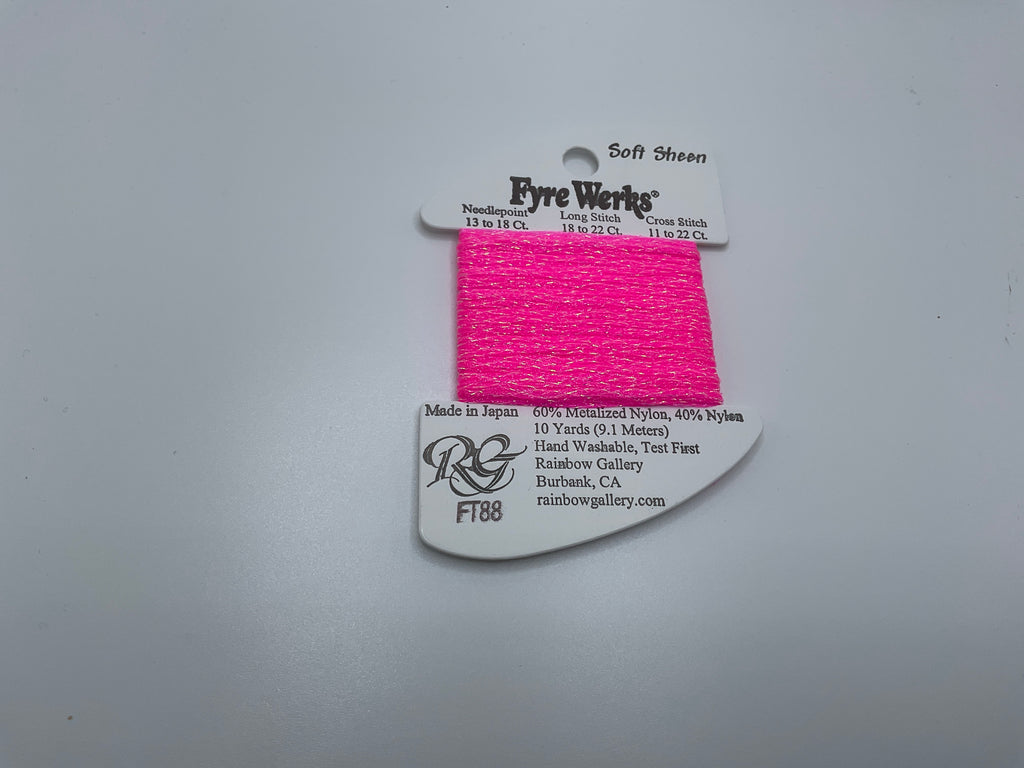 Soft Sheen
Fyre Werks®
Needlepoint Long Stitch Cross Stitch
13 to 18 Ct. 18 to 22 Ct. 11 to 22 Ct.
Made in Japan 60% Metalized Nylon, 40% Nylon
10 Yards (9.1 Meters)
Hand Washable, Test First
Rainbow Gallery
Burbank, CA
rainbowgallery.com
RG
FT88